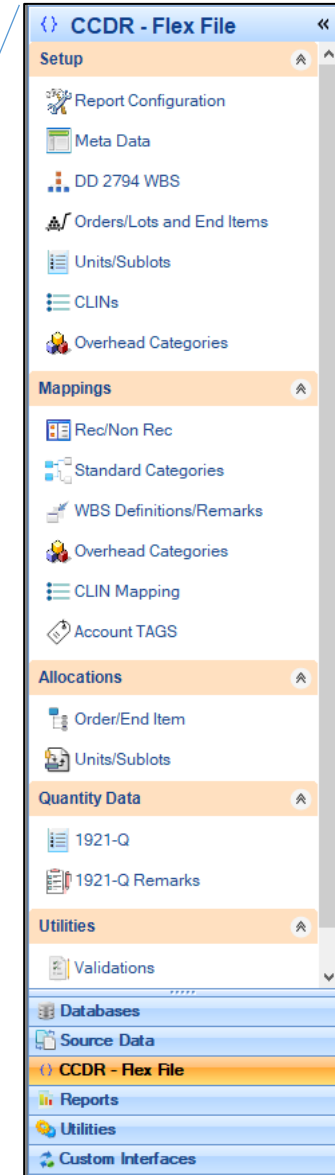 CCDR - Flex File
Setup
Report Configuration
Meta Data
DD 2794 WBS
Orders/Lots and End Items
Units/Sublots
CLINs
Overhead Categories
Mappings
Rec/Non Rec
Standard Categories
WBS Definitions/Remarks
Overhead Categories
CLIN Mapping
Account TAGS
Allocations
Order/End Item
Units/Sublots
Quantity Data
1921-Q
1921-Q Remarks
Utilities
Validations
Databases
Source Data
CCDR - Flex File
Reports
Utilities
Custom Interfaces